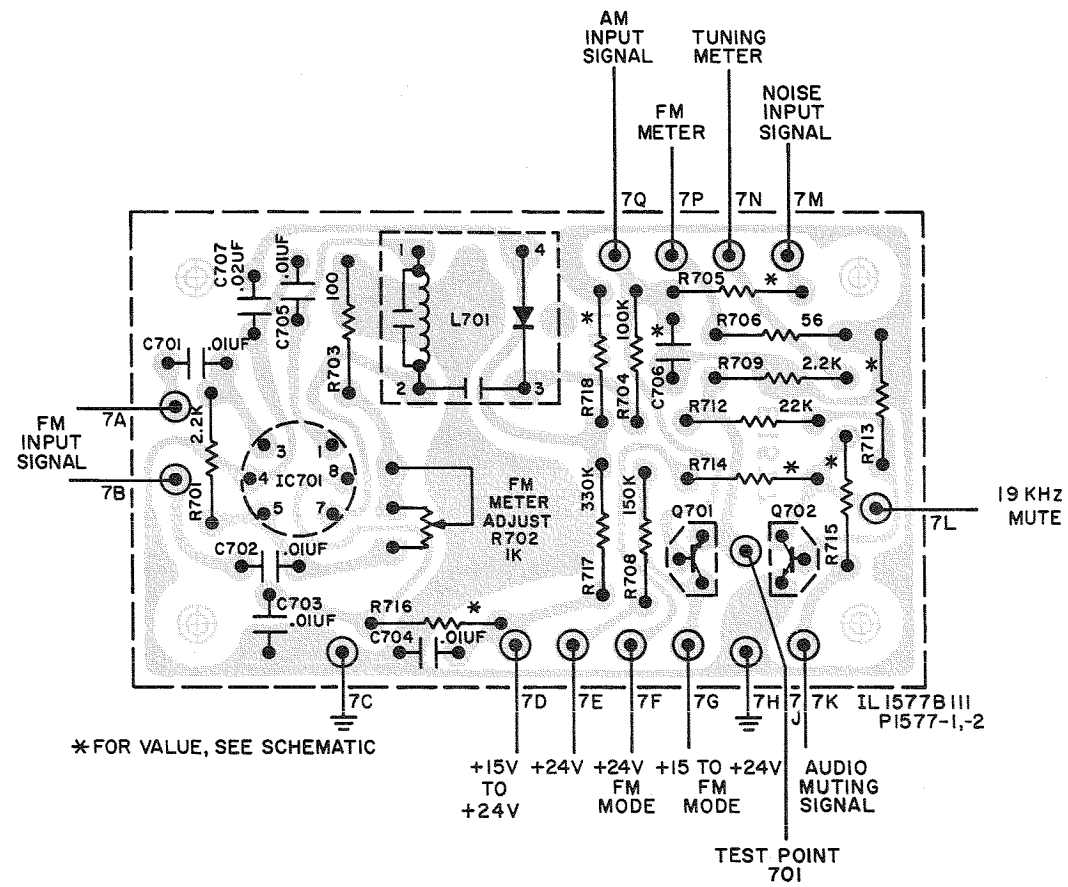 AM
INPUT
SIGNAL
TUNING
METER
FM
METER
NOISE
INPUT
SIGNAL
7Q
7P
7N
7M
C707
.02UF
C705
.01UF
100
R703
1
4
L701
2
3
R705
*
R706
56
R709
2.2K
R712
22K
R714
*
*
R718
100K
R704
*
C706
*
R713
*
R715
C701
.01UF
7A
FM
INPUT
SIGNAL
7B
2.2K
R701
3
1
4
IC701
8
5
7
FM
METER
ADJUST
R702
1K
330K
R717
150K
R708
Q701
Q702
7L
19 KHz
MUTE
C702
.01UF
C703
.01UF
R716
*
C704
.01UF
7C
7D
7E
7F
7G
7H
7
J
7K
IL1577B111
P1577-1,-2
*FOR VALUE, SEE SCHEMATIC
+15V
TO
+24V
+24V
+24V
FM
MODE
+15 TO +24V
FM
MODE
AUDIO
MUTING
SIGNAL
TEST POINT
701